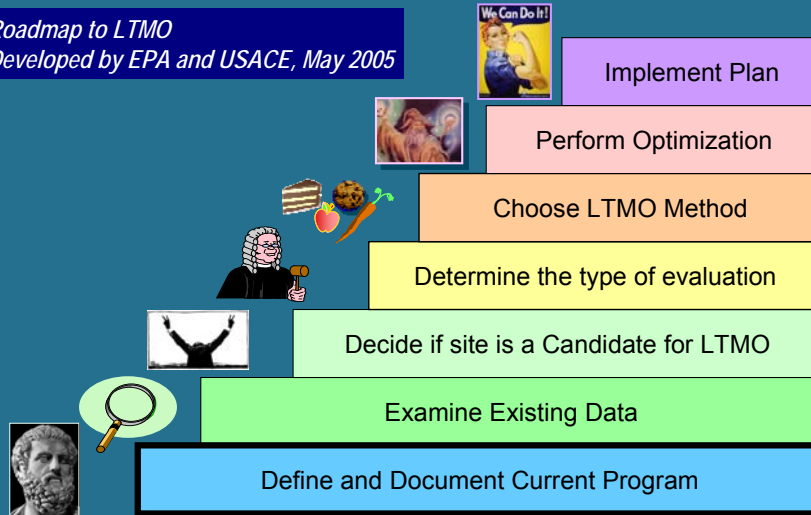 Roadmap to LTMO
Developed by EPA and USACE, May 2005
We Can Do It!
Implement Plan
Perform Optimization
Choose LTMO Method
Determine the type of evaluation
Decide if site is a Candidate for LTMO
Examine Existing Data
Define and Document Current Program